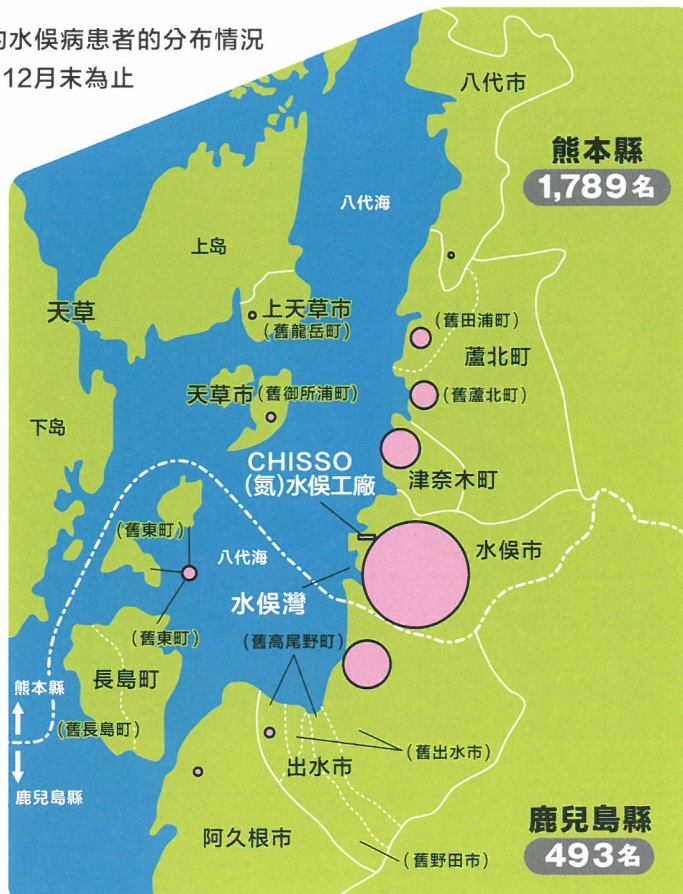 的水俣病患者的分布情況
12月末為止
八代市
熊本縣
1,789名
八代海
上岛
天草
上天草市
(舊龍岳町)
(舊田浦町)
蘆北町
天草市(舊御所浦町)
(舊蘆北町)
下岛
CHISSO
(氮)水俣工廠
津奈木町
(舊東町)
八代海
水俣市
水俣灣
(舊東町)
(舊高尾野町)
長島町
熊本縣
(舊長島町)
(舊出水市)
出水市
鹿兒島縣
阿久根市
鹿兒島縣
493名
(舊野田市)